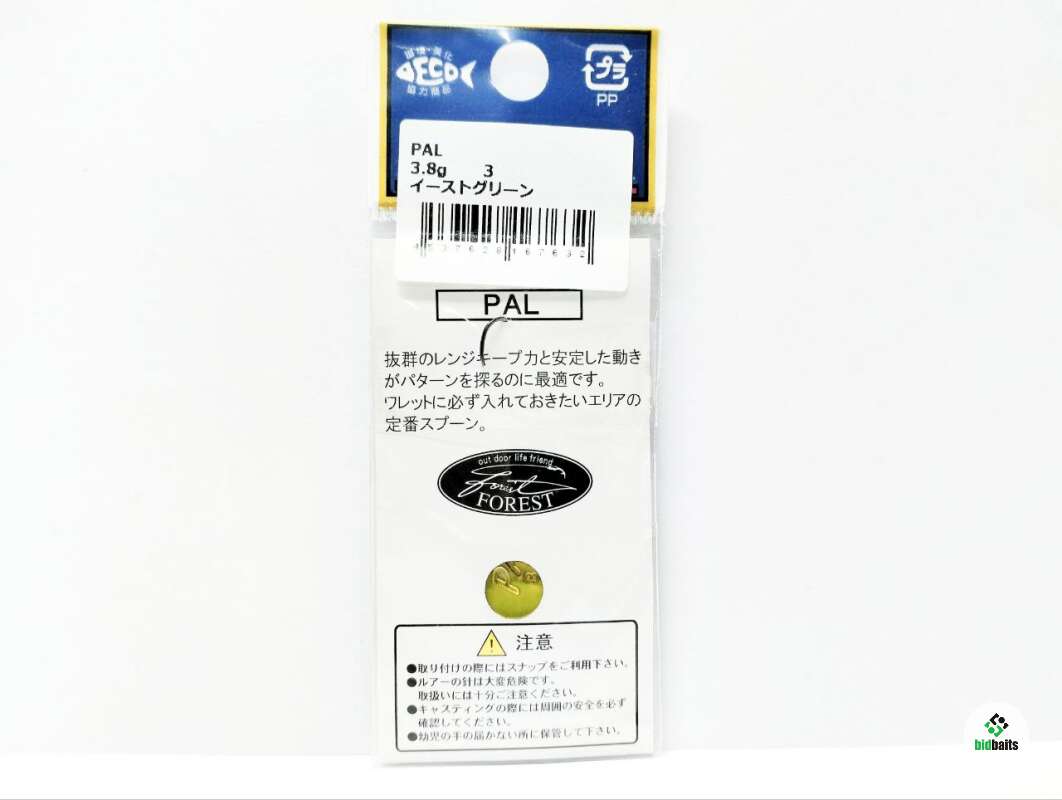 環境・美化
ECO
協力商品
プラ
PP
PAL
3.8g 3
イーストグリーン
PAL
抜群のレンジキープ力と安定した動き
がパターンを探るのに最適です。
ワレットに必ず入れておきたいエリアの
定番スプーン。
out door life friend
Forest
FOREST
注意
●取り付けの際にはスナップをご利用下さい。
●ルアーの針は大変危険です。
取扱いには十分ご注意ください。
●キャスティングの際には周囲の安全を必ず
確認してください。
●幼児の手の届かない所に保管して下さい。
bidbaits